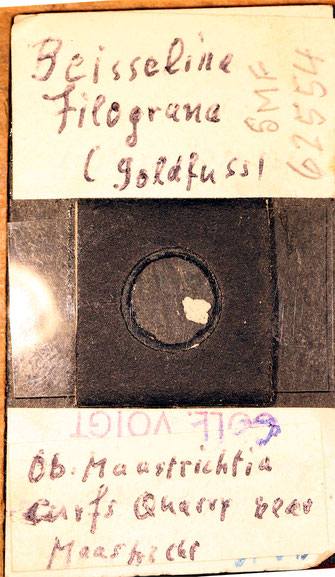 Beisselina
Filograna
(Goldfuss)
SMF
62554
COLL. VOIGT
Ob. Maastrichtia
Curfs Quarry near
Maastricht